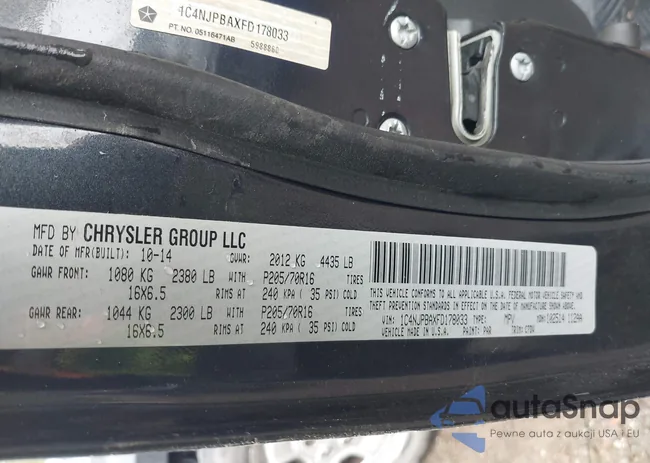 1C4NJPBAXFD178033
PT. NO. 05116471AB
MFD BY CHRYSLER GROUP LLC
DATE OF MFR(BUILT): 10-14 GVWR: 2012 KG 4435 LB
GAWR FRONT: 1080 KG 2380 LB WITH P205/70R16 TIRES
16X6.5 RIMS AT 240 KPA ( 35 PSI) COLD
GAWR REAR: 1044 KG 2300 LB WITH P205/70R16 TIRES
16X6.5 RIMS AT 240 KPA ( 35 PSI) COLD
THIS VEHICLE CONFORMS TO ALL APPLICABLE U.S.A. FEDERAL MOTOR VEHICLE SAFETY AND
THEFT PREVENTION STANDARDS IN EFFECT ON THE DATE OF MANUFACTURE SHOWN ABOVE.
VIN: 1C4NJPBAXFD178033 TYPE: MPV MDH:
VEHICLE MADE IN U.S.A. PAINT: PAR TRIM:
autoSnap
Pewne auta z aukcji USA i EU